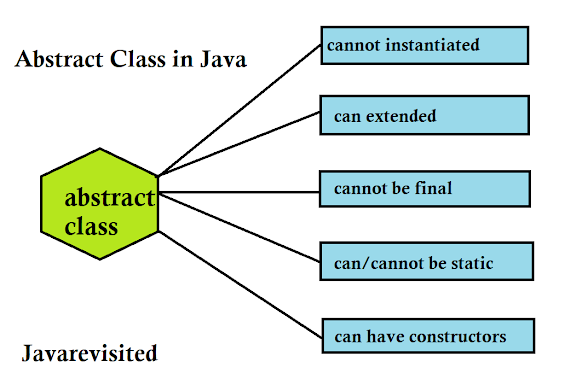 Abstract Class in Java
cannot instantiated
can extended
abstract
class
cannot be final
can/cannot be static
can have constructors
Javarevisited